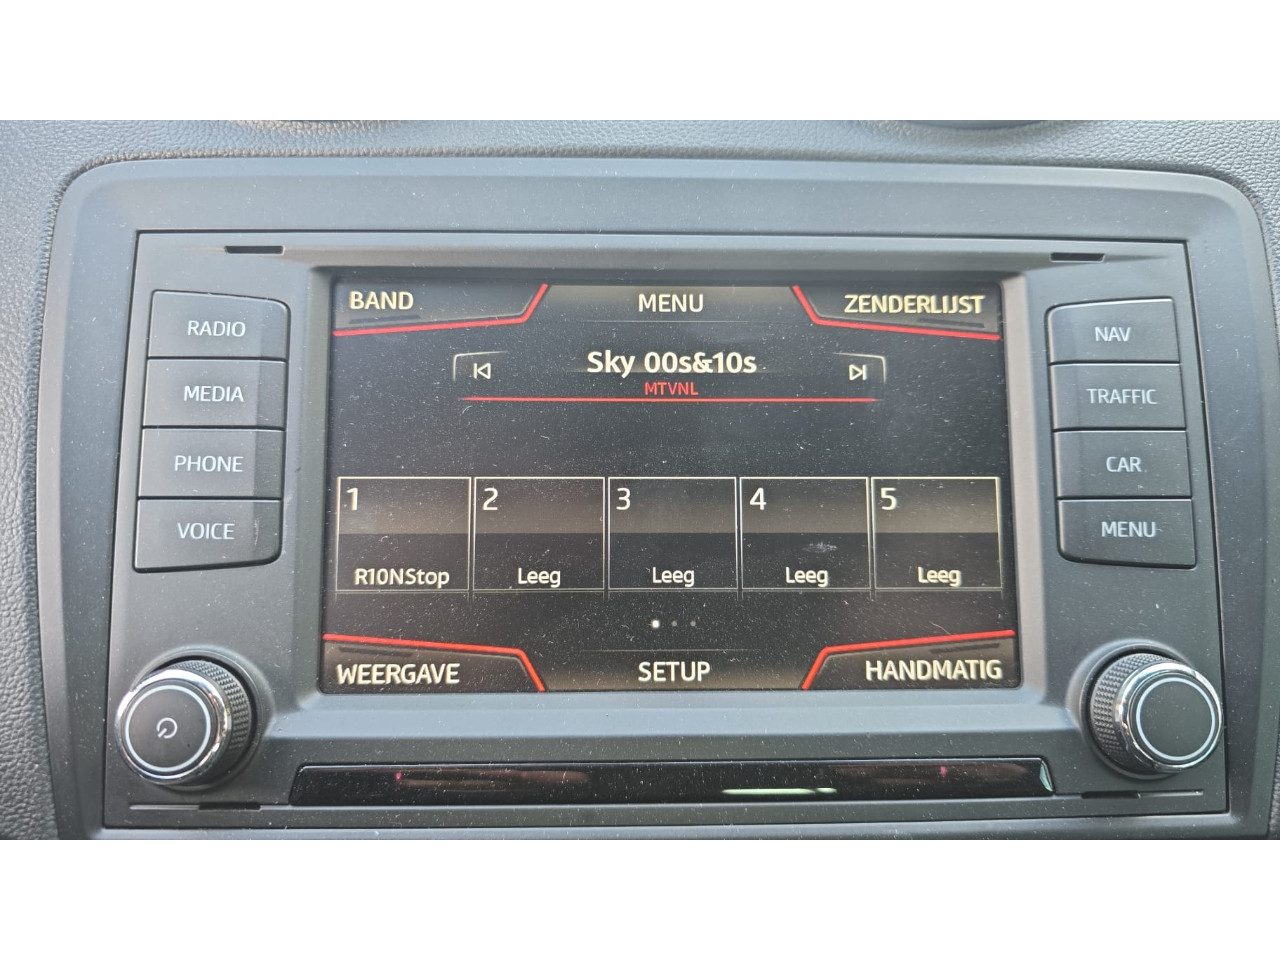 BAND MENU ZENDERLIJST
Sky 00s&10s
MTVNL
RADIO
MEDIA
PHONE
VOICE
1 2 3 4 5
R10NStop Leeg Leeg Leeg Leeg
WEERGAVE SETUP HANDMATIG
NAV
TRAFFIC
CAR
MENU